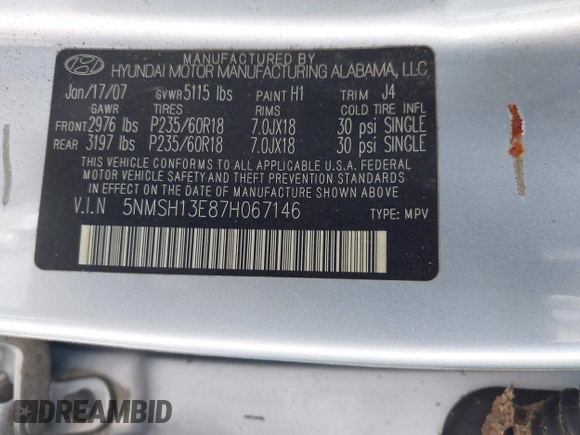 MANUFACTURED BY
HYUNDAI MOTOR MANUFACTURING ALABAMA, LLC
Jan/17/07 GVWR 5115 lbs PAINT H1 TRIM J4
GAWR TIRES RIMS COLD TIRE INFL
FRONT 2976 lbs P235/60R18 7.0JX18 30 psi SINGLE
REAR 3197 lbs P235/60R18 7.0JX18 30 psi SINGLE
THIS VEHICLE CONFORMS TO ALL APPLICABLE U.S.A. FEDERAL
MOTOR VEHICLE SAFETY AND THEFT PREVENTION STANDARDS
IN EFFECT ON THE DATE OF MANUFACTURE SHOWN ABOVE.
V.I.N 5NMSH13E87H067146 TYPE: MPV
DREAMBID